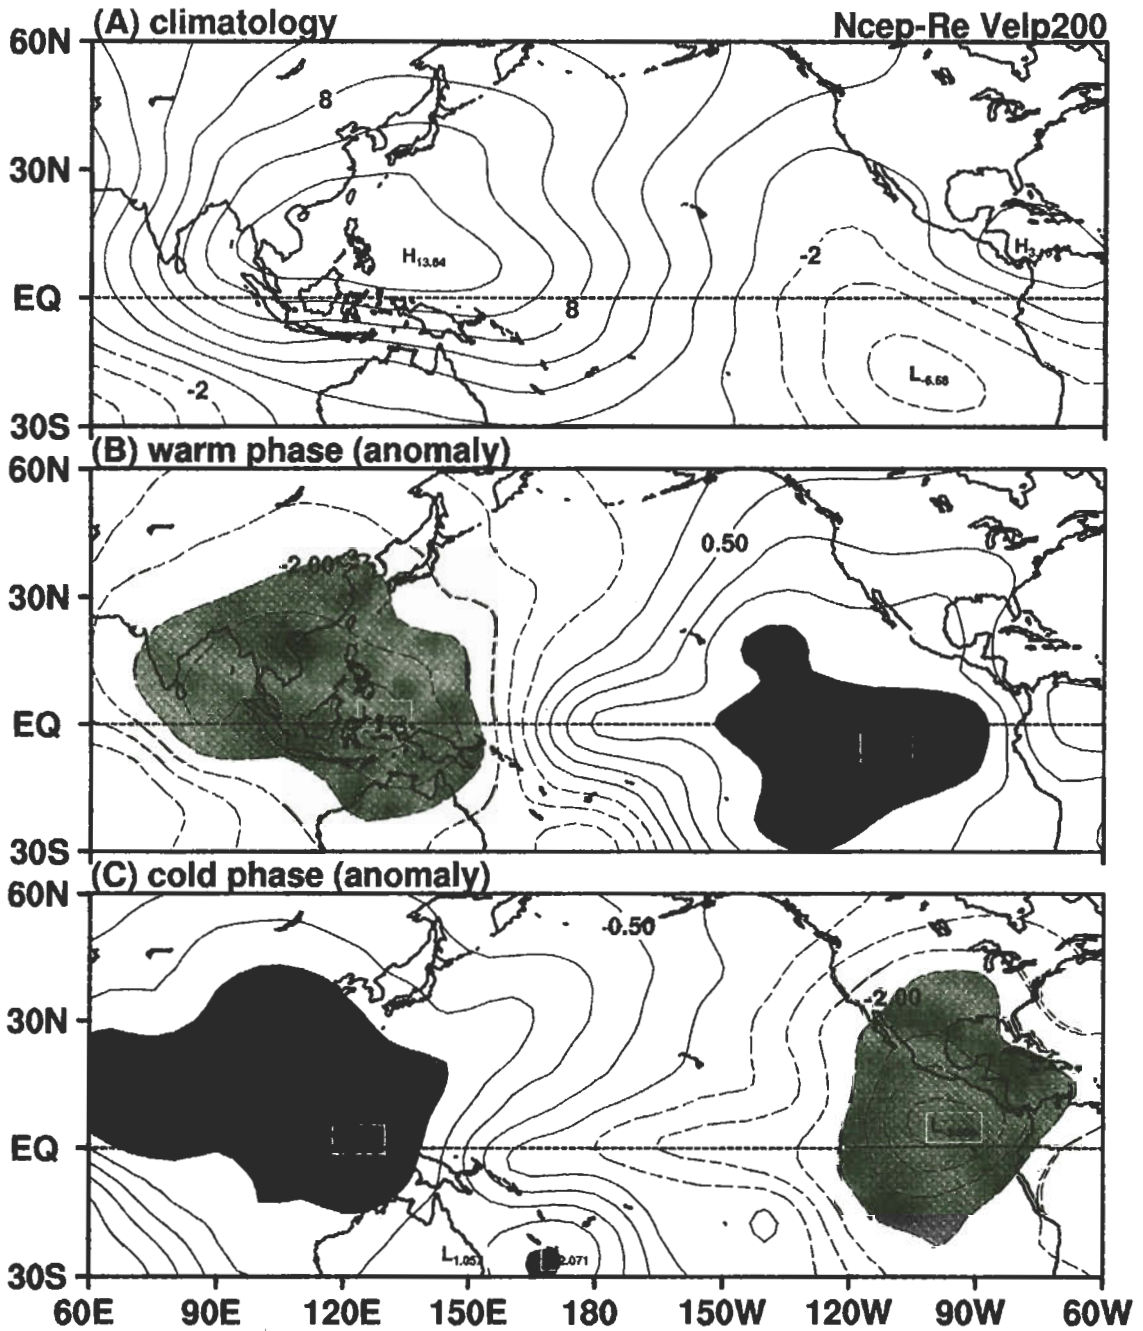 (A) climatology Ncep-Re Velp200
60N
8
30N
H13.64
H
-2
EQ
8
L-6.68
-2
30S
(B) warm phase (anomaly)
60N
0.50
-2.00
30N
EQ
30S
(C) cold phase (anomaly)
60N
-0.50
-2.00
30N
L
EQ
L1.057 2.071
30S
60E 90E 120E 150E 180 150W 120W 90W 60W